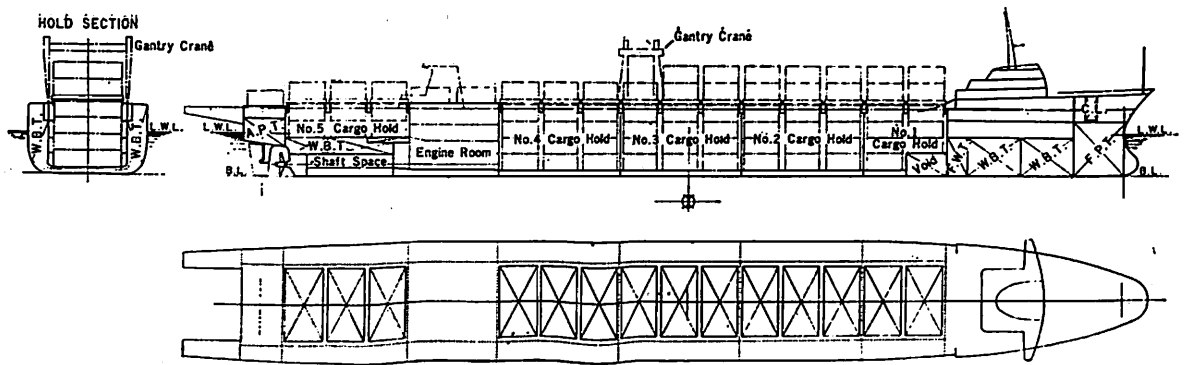 HOLD SECTION
Gantry Crane
W.B.T.
W.B.T.
L.W.L.
Gantry Crane
L.W.L.
A.P.T.
No.5 Cargo Hold
W.B.T.
Shaft Space
B.L.
Engine Room
No.4 Cargo Hold
No.3 Cargo Hold
No.2 Cargo Hold
No.1
Cargo Hold
Void
F.W.T.
W.B.T.
W.B.T.
F.P.T.
C.L.
L.W.L.
B.L.